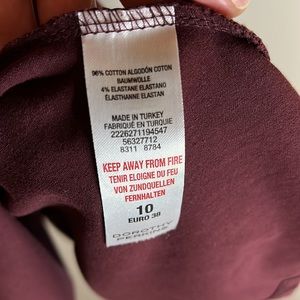 96% COTTON ALGODÓN COTON
BAUMWOLLE
4% ELASTANE ELASTANO
ÉLASTHANNE ELASTAN
MADE IN TURKEY
FABRIQUÉ EN TURQUIE
2226271194547
56327712
8311 8784
KEEP AWAY FROM FIRE
TENIR ELOIGNE DU FEU
VON ZUNDQUELLEN
FERNHALTEN
10
EURO 38
DOROTHY
PERKINS